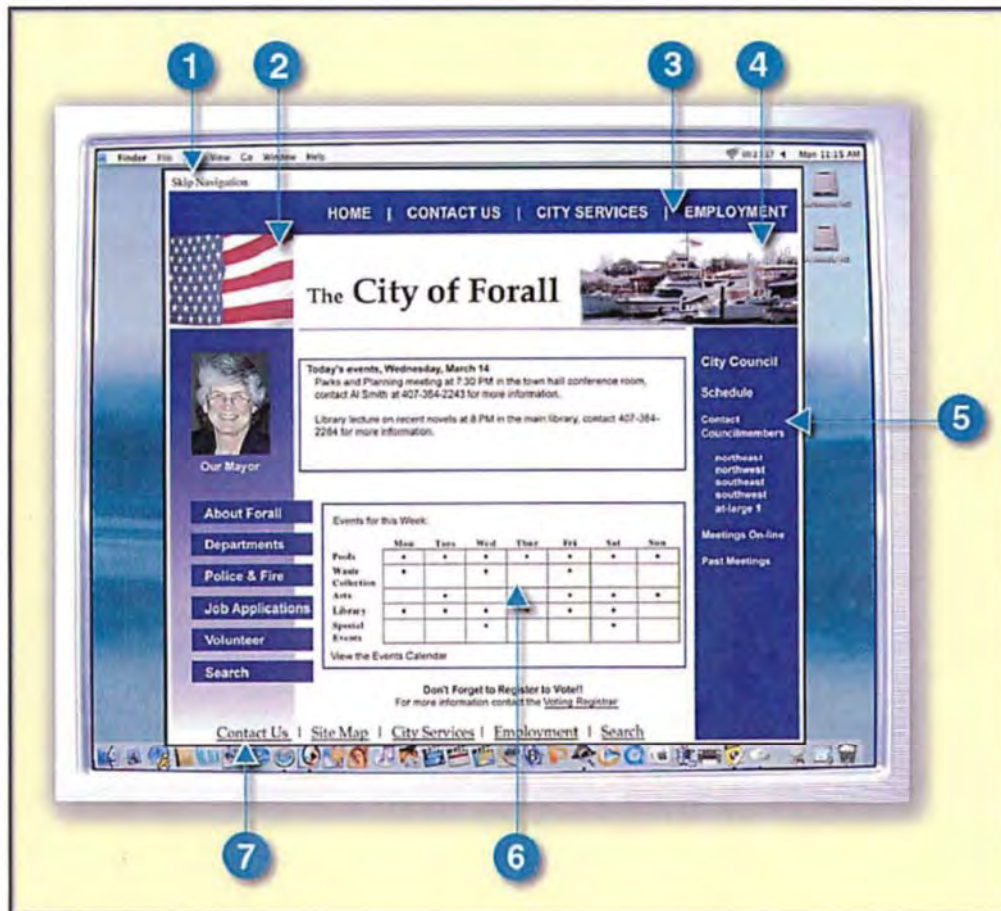 1
2
3
4
Finder File View Go Window Help
Mon 11:15 AM
Skip Navigation
HOME | CONTACT US | CITY SERVICES | EMPLOYMENT
The City of Forall
Our Mayor
Today's events, Wednesday, March 14
Parks and Planning meeting at 7:30 PM in the town hall conference room,
contact Al Smith at 407-384-2243 for more information.
Library lecture on recent novels at 8 PM in the main library, contact 407-384-
2284 for more information.
City Council
Schedule
Contact
Councilmembers
northeast
northwest
southeast
southwest
at-large 1
Meetings On-line
Past Meetings
5
About Forall
Departments
Police & Fire
Job Applications
Volunteer
Search
Events for this Week:
Mon Tues Wed Thur Fri Sat Sun
Pools
Waste
Collection
Arts
Library
Special
Events
View the Events Calendar
Don't Forget to Register to Vote!!
For more information contact the Voting Registrar
Contact Us | Site Map | City Services | Employment | Search
7
6